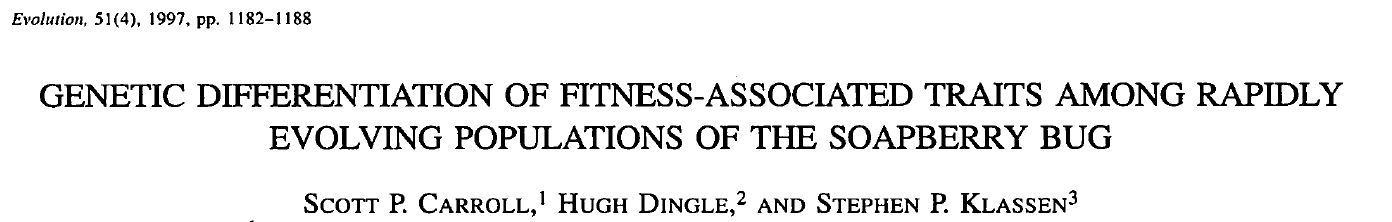 Evolution, 51(4), 1997, pp. 1182–1188
GENETIC DIFFERENTIATION OF FITNESS-ASSOCIATED TRAITS AMONG RAPIDLY
EVOLVING POPULATIONS OF THE SOAPBERRY BUG
SCOTT P. CARROLL,¹ HUGH DINGLE,² AND STEPHEN P. KLASSEN³